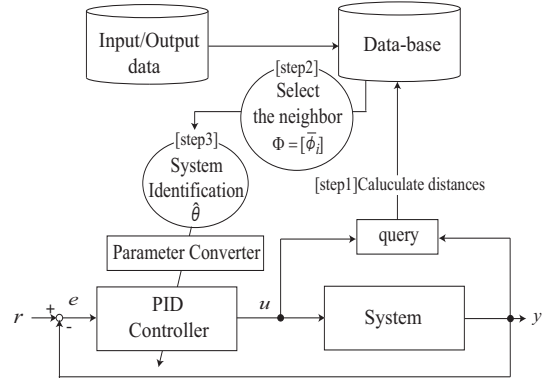 Input/Output
data
Data-base
[step2]
Select
the neighbor
Φ = [ϕ̄ᵢ]
[step3]
System
Identification
θ̂
[step1]Caluculate distances
query
Parameter Converter
r
+
-
e
PID
Controller
u
System
y